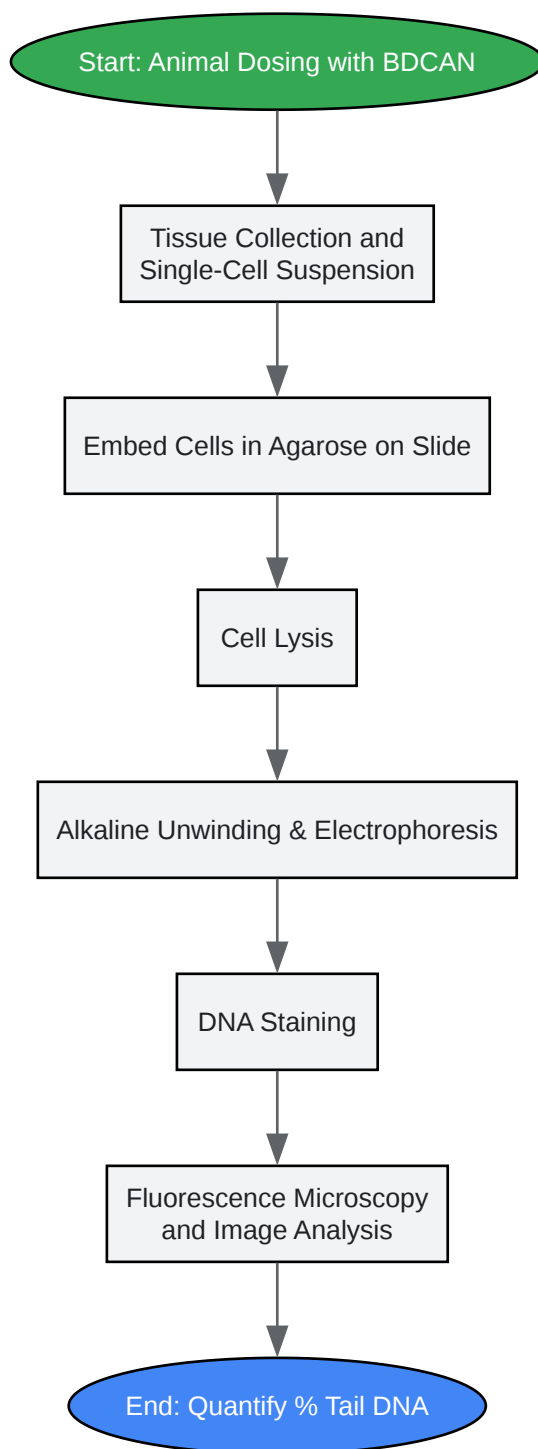 Start: Animal Dosing with BDCAN
Tissue Collection and
Single-Cell Suspension
Embed Cells in Agarose on Slide
Cell Lysis
Alkaline Unwinding & Electrophoresis
DNA Staining
Fluorescence Microscopy
and Image Analysis
End: Quantify % Tail DNA